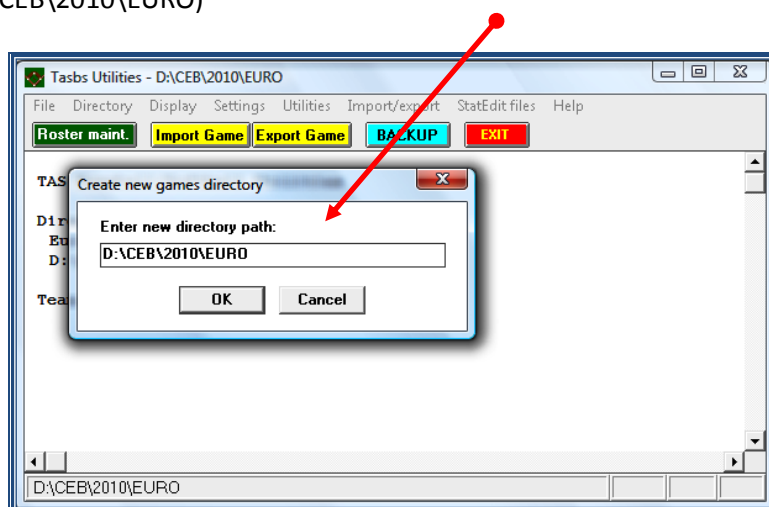 CEB\2010\EURO)
Tasbs Utilities - D:\CEB\2010\EURO
File Directory Display Settings Utilities Import/export StatEdit files Help
Roster maint. Import Game Export Game BACKUP EXIT
TAS
Create new games directory
Dir
Enter new directory path:
Eu
D:\CEB\2010\EURO
D:
OK Cancel
Tea
D:\CEB\2010\EURO